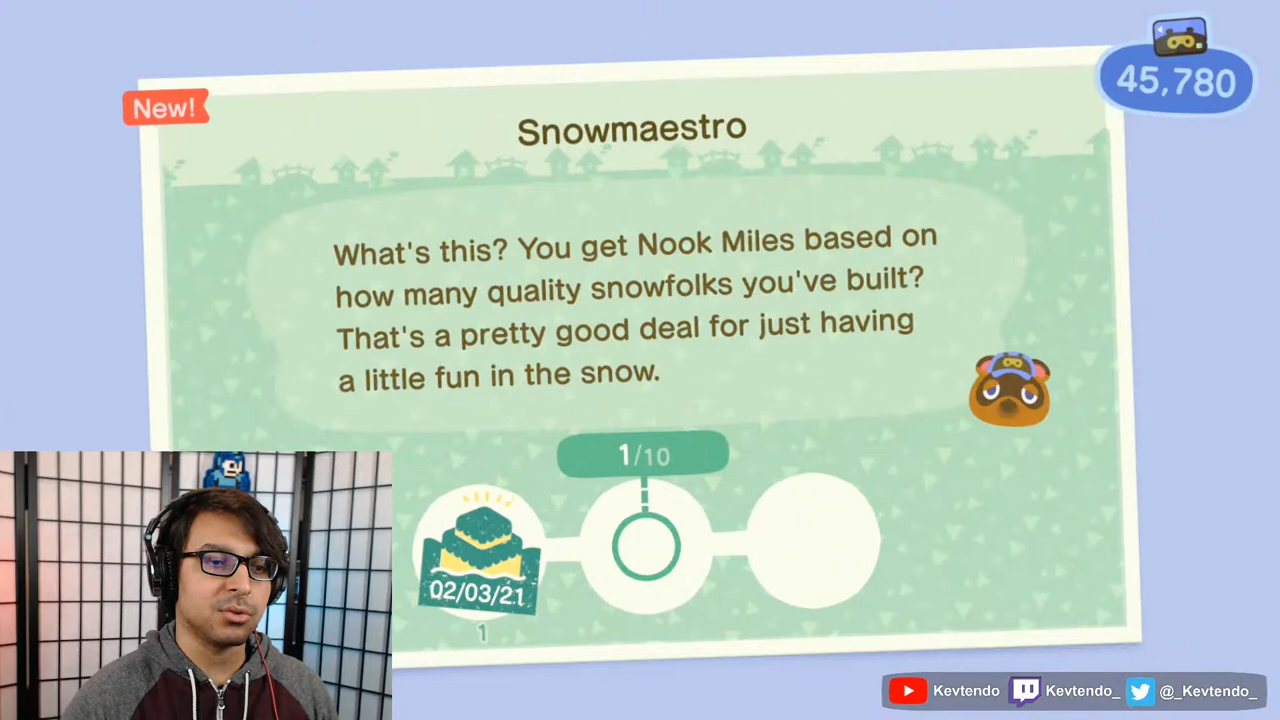 45,780
New!
Snowmaestro
What's this? You get Nook Miles based on
how many quality snowfolks you've built?
That's a pretty good deal for just having
a little fun in the snow.
1/10
02/03/21
1
Kevtendo
Kevtendo_
@_Kevtendo_